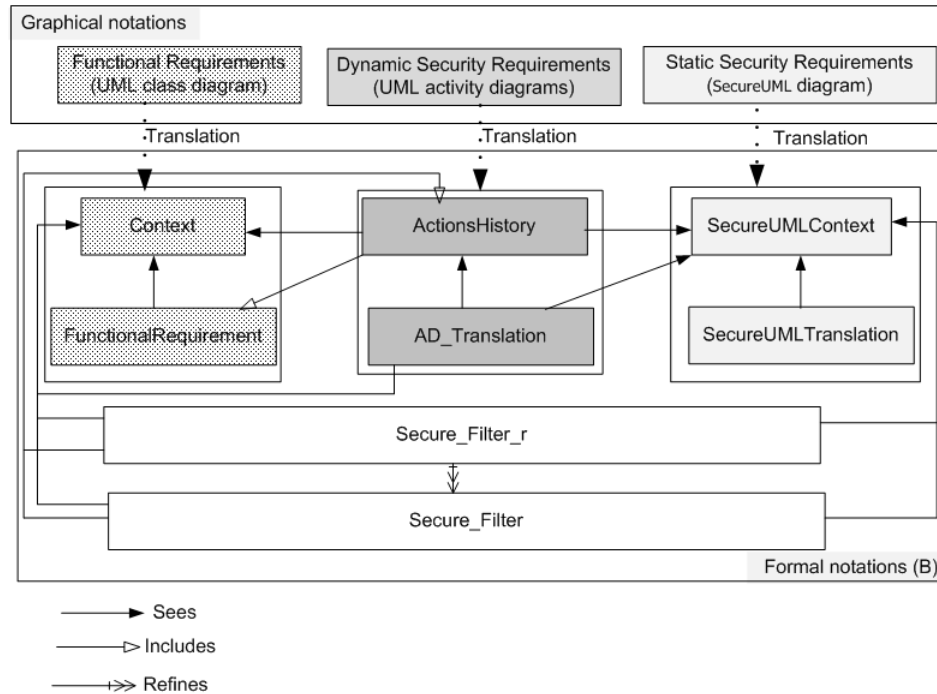 Graphical notations
Functional Requirements
(UML class diagram)
Dynamic Security Requirements
(UML activity diagrams)
Static Security Requirements
(SecureUML diagram)
Translation
Translation
Translation
Context
ActionsHistory
SecureUMLContext
FunctionalRequirement
AD_Translation
SecureUMLTranslation
Secure_Filter_r
Secure_Filter
Formal notations (B)
Sees
Includes
Refines